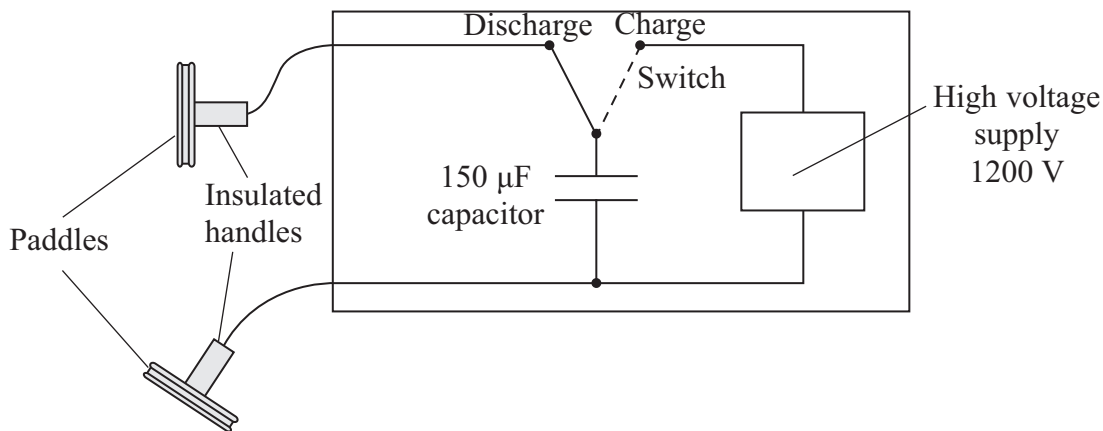 Discharge Charge
Switch
High voltage
supply
1200 V
150 μF
capacitor
Insulated
handles
Paddles